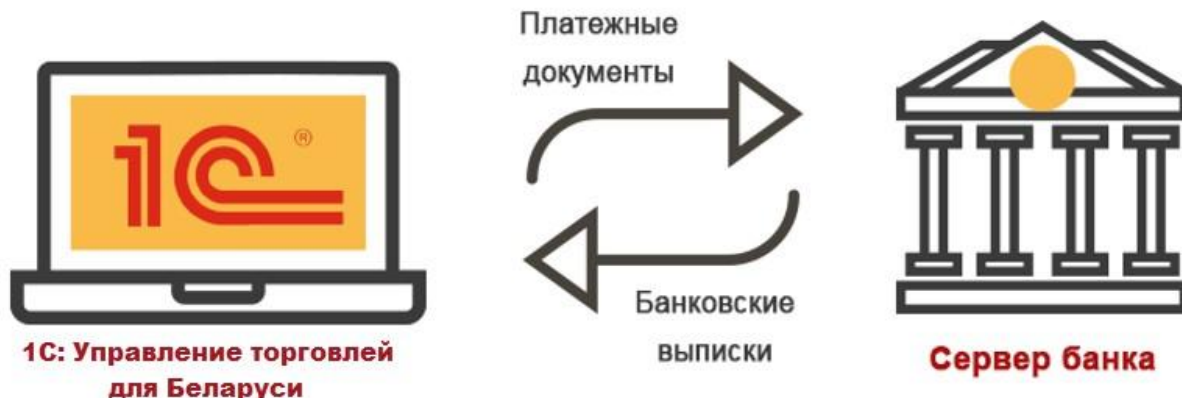 Платежные
документы
1С®
Банковские
выписки
1С: Управление торговлей
для Беларуси
Сервер банка